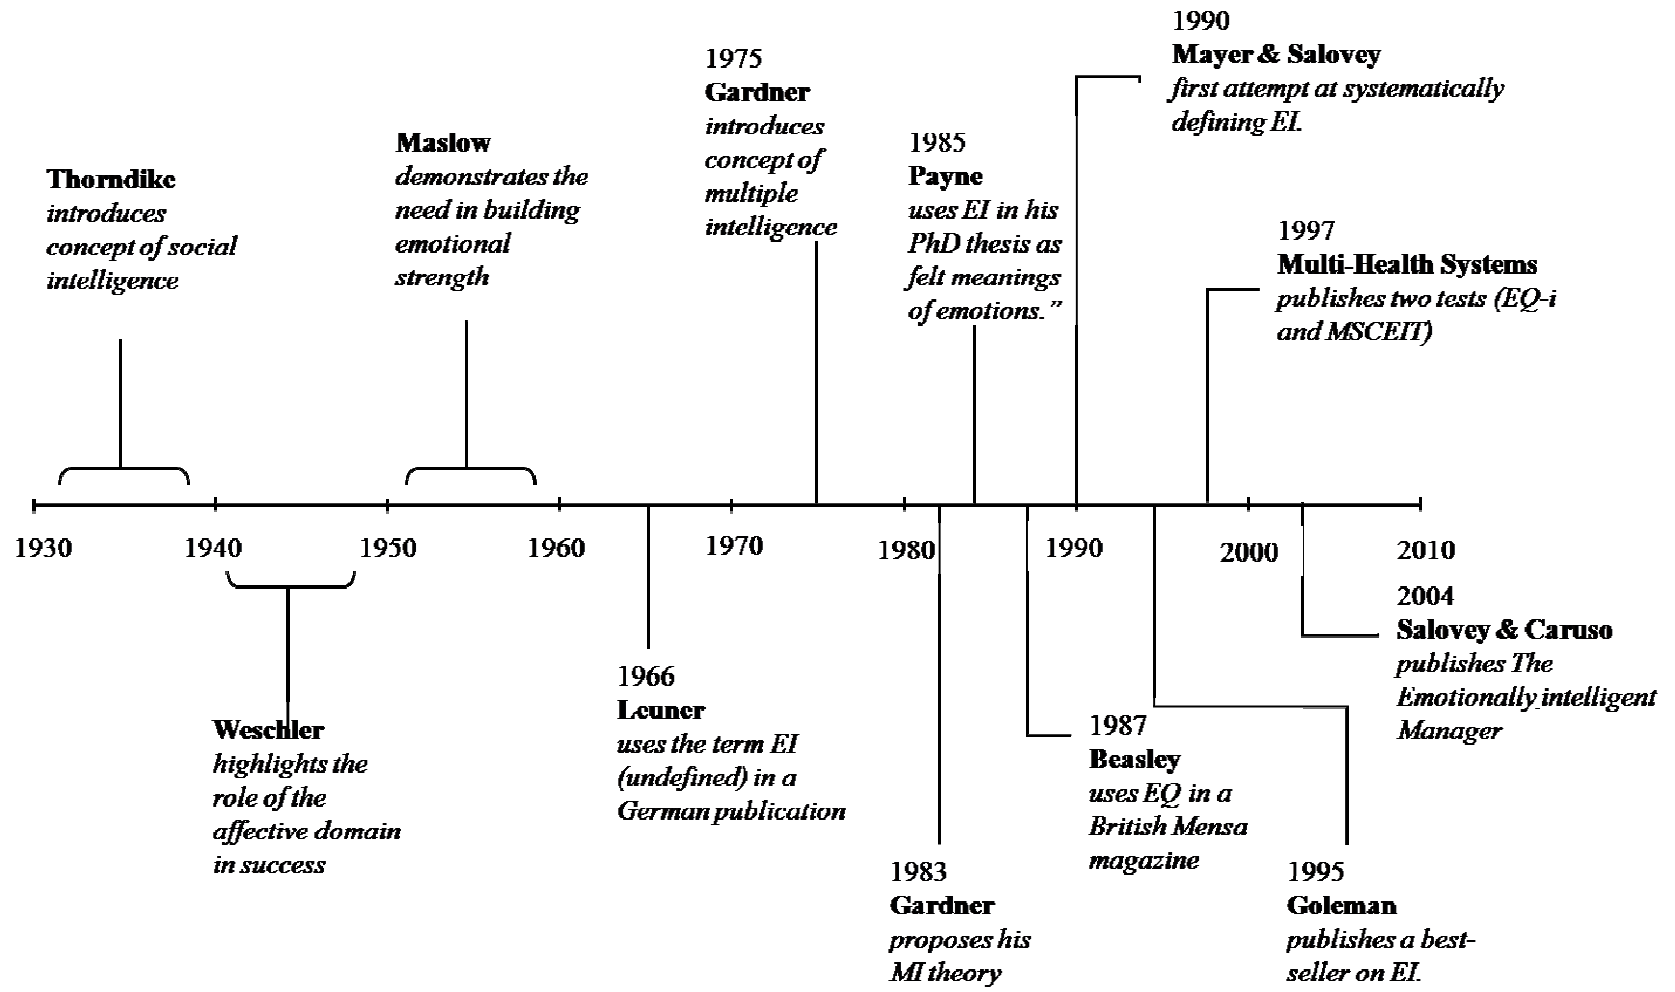 Thorndike
introduces
concept of social
intelligence
Maslow
demonstrates the
need in building
emotional
strength
1975
Gardner
introduces
concept of
multiple
intelligence
1985
Payne
uses EI in his
PhD thesis as
felt meanings
of emotions.”
1990
Mayer & Salovey
first attempt at systematically
defining EI.
1997
Multi-Health Systems
publishes two tests (EQ-i
and MSCEIT)
1930 1940 1950 1960 1970 1980 1990 2000 2010
Weschler
highlights the
role of the
affective domain
in success
1966
Leuner
uses the term EI
(undefined) in a
German publication
1983
Gardner
proposes his
MI theory
1987
Beasley
uses EQ in a
British Mensa
magazine
1995
Goleman
publishes a best-
seller on EI.
2004
Salovey & Caruso
publishes The
Emotionally intelligent
Manager